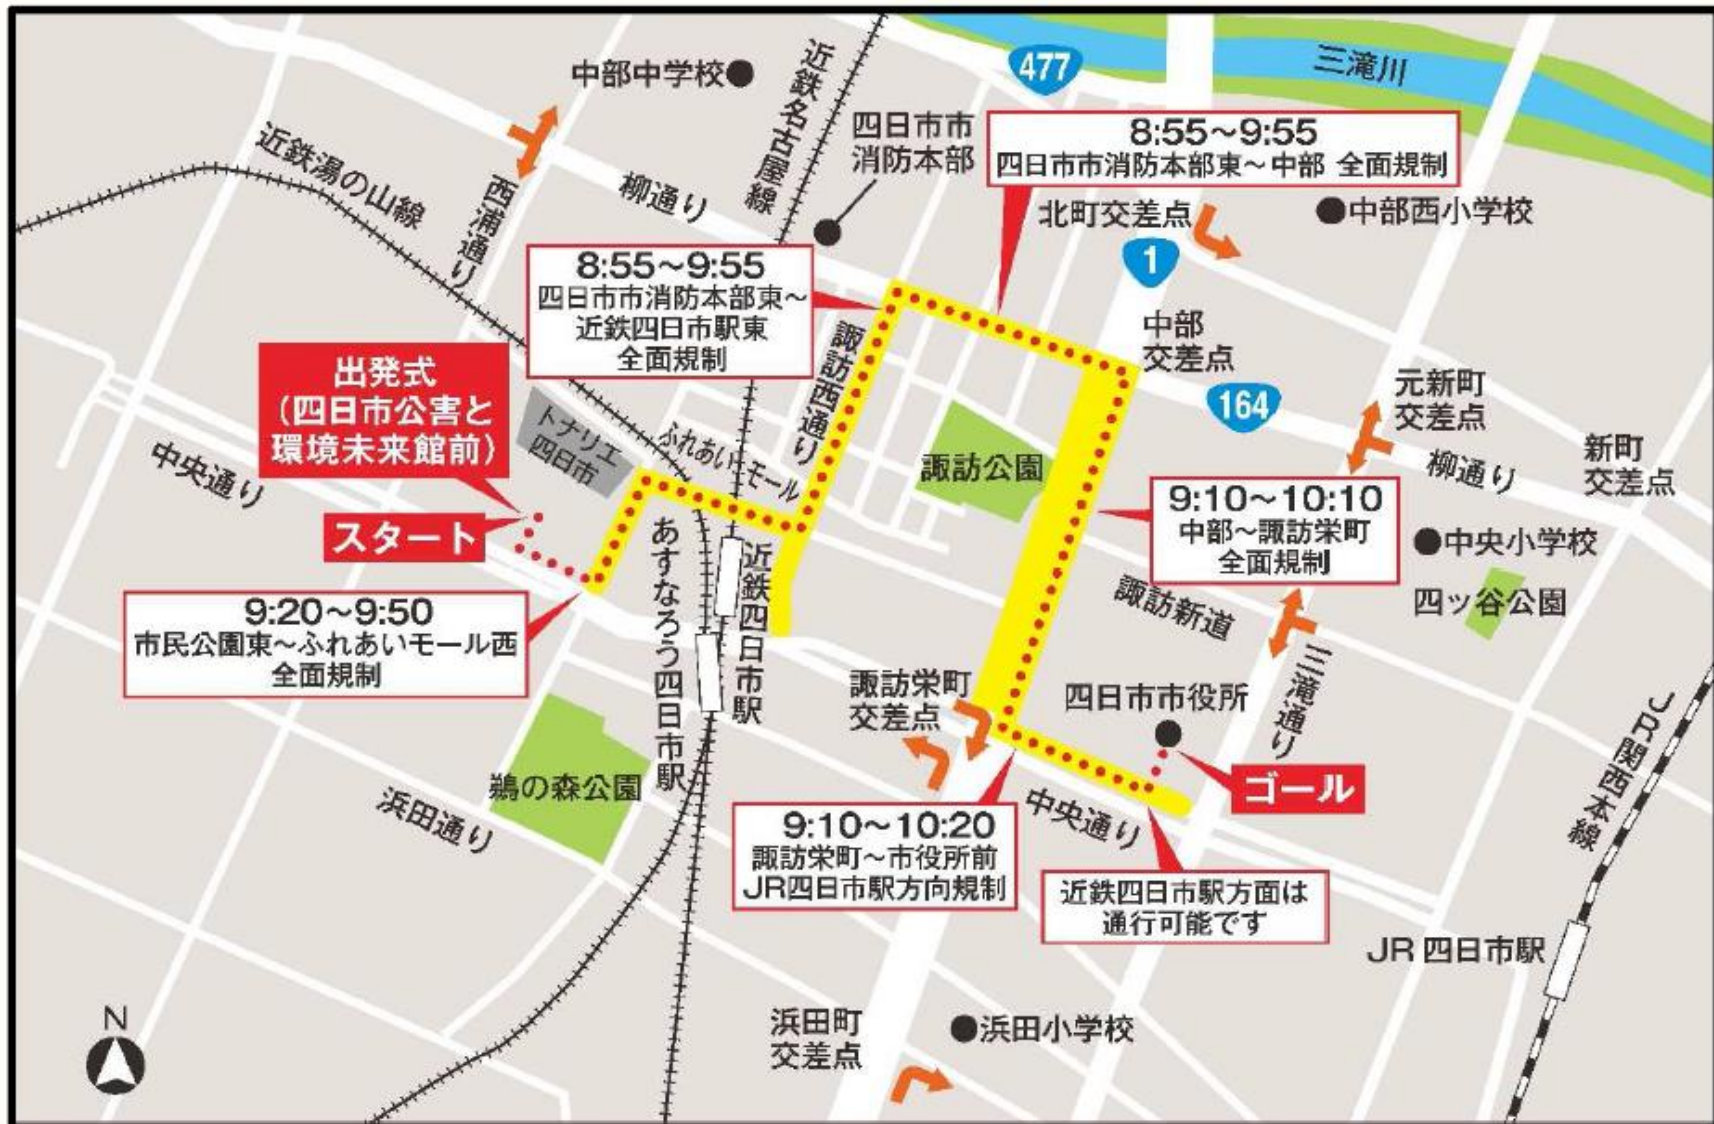 477
三滝川
中部中学校
近鉄名古屋線
四日市市
消防本部
8:55～9:55
四日市市消防本部東～中部 全面規制
近鉄湯の山線
西浦通り
柳通り
北町交差点
中部西小学校
1
8:55～9:55
四日市市消防本部東～
近鉄四日市駅東
全面規制
諏訪西通り
中部
交差点
出発式
(四日市公害と
環境未来館前)
トナリエ
四日市
ふれあいモール
164
元新町
交差点
柳通り
新町
交差点
中央通り
スタート
諏訪公園
9:10～10:10
中部～諏訪栄町
全面規制
中央小学校
四ッ谷公園
諏訪新道
あすなろう四日市駅
近鉄四日市駅
9:20～9:50
市民公園東～ふれあいモール西
全面規制
諏訪栄町
交差点
四日市市役所
三滝通り
JR関西本線
ゴール
鵜の森公園
浜田通り
9:10～10:20
諏訪栄町～市役所前
JR四日市駅方向規制
中央通り
近鉄四日市駅方面は
通行可能です
JR 四日市駅
浜田町
交差点
浜田小学校
N